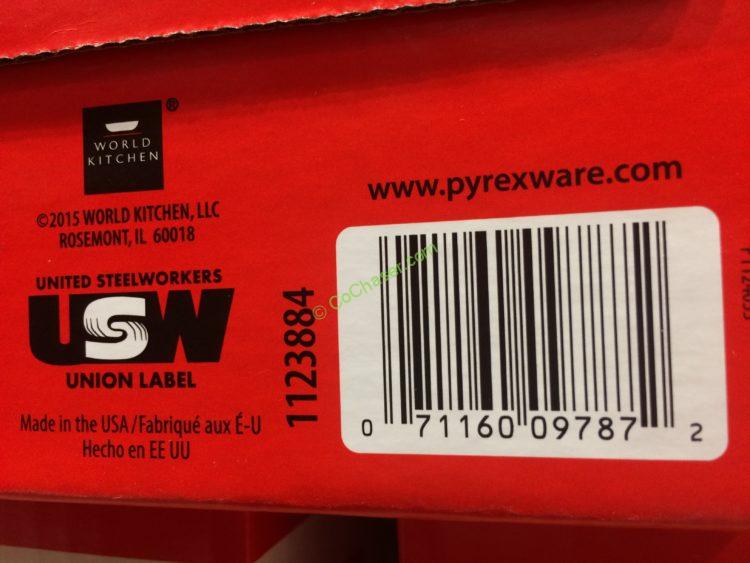 WORLD
KITCHEN
®
©2015 WORLD KITCHEN, LLC
ROSEMONT, IL 60018
UNITED STEELWORKERS
USW
UNION LABEL
Made in the USA/Fabriqué aux É-U
Hecho en EE UU
1123884
© CoChaser.com
www.pyrexware.com
0 71160 09787 2